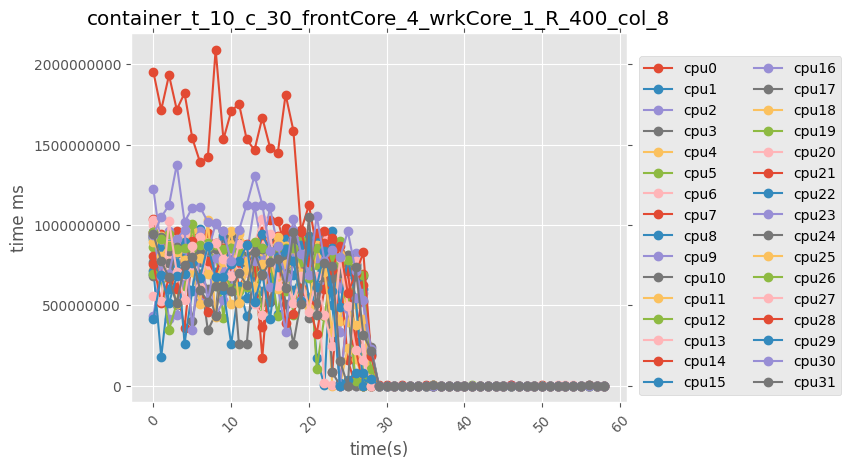 container_t_10_c_30_frontCore_4_wrkCore_1_R_400_col_8
2000000000
1500000000
1000000000
500000000
0
time ms
0
10
20
30
40
50
60
time(s)
cpu0
cpu1
cpu2
cpu3
cpu4
cpu5
cpu6
cpu7
cpu8
cpu9
cpu10
cpu11
cpu12
cpu13
cpu14
cpu15
cpu16
cpu17
cpu18
cpu19
cpu20
cpu21
cpu22
cpu23
cpu24
cpu25
cpu26
cpu27
cpu28
cpu29
cpu30
cpu31